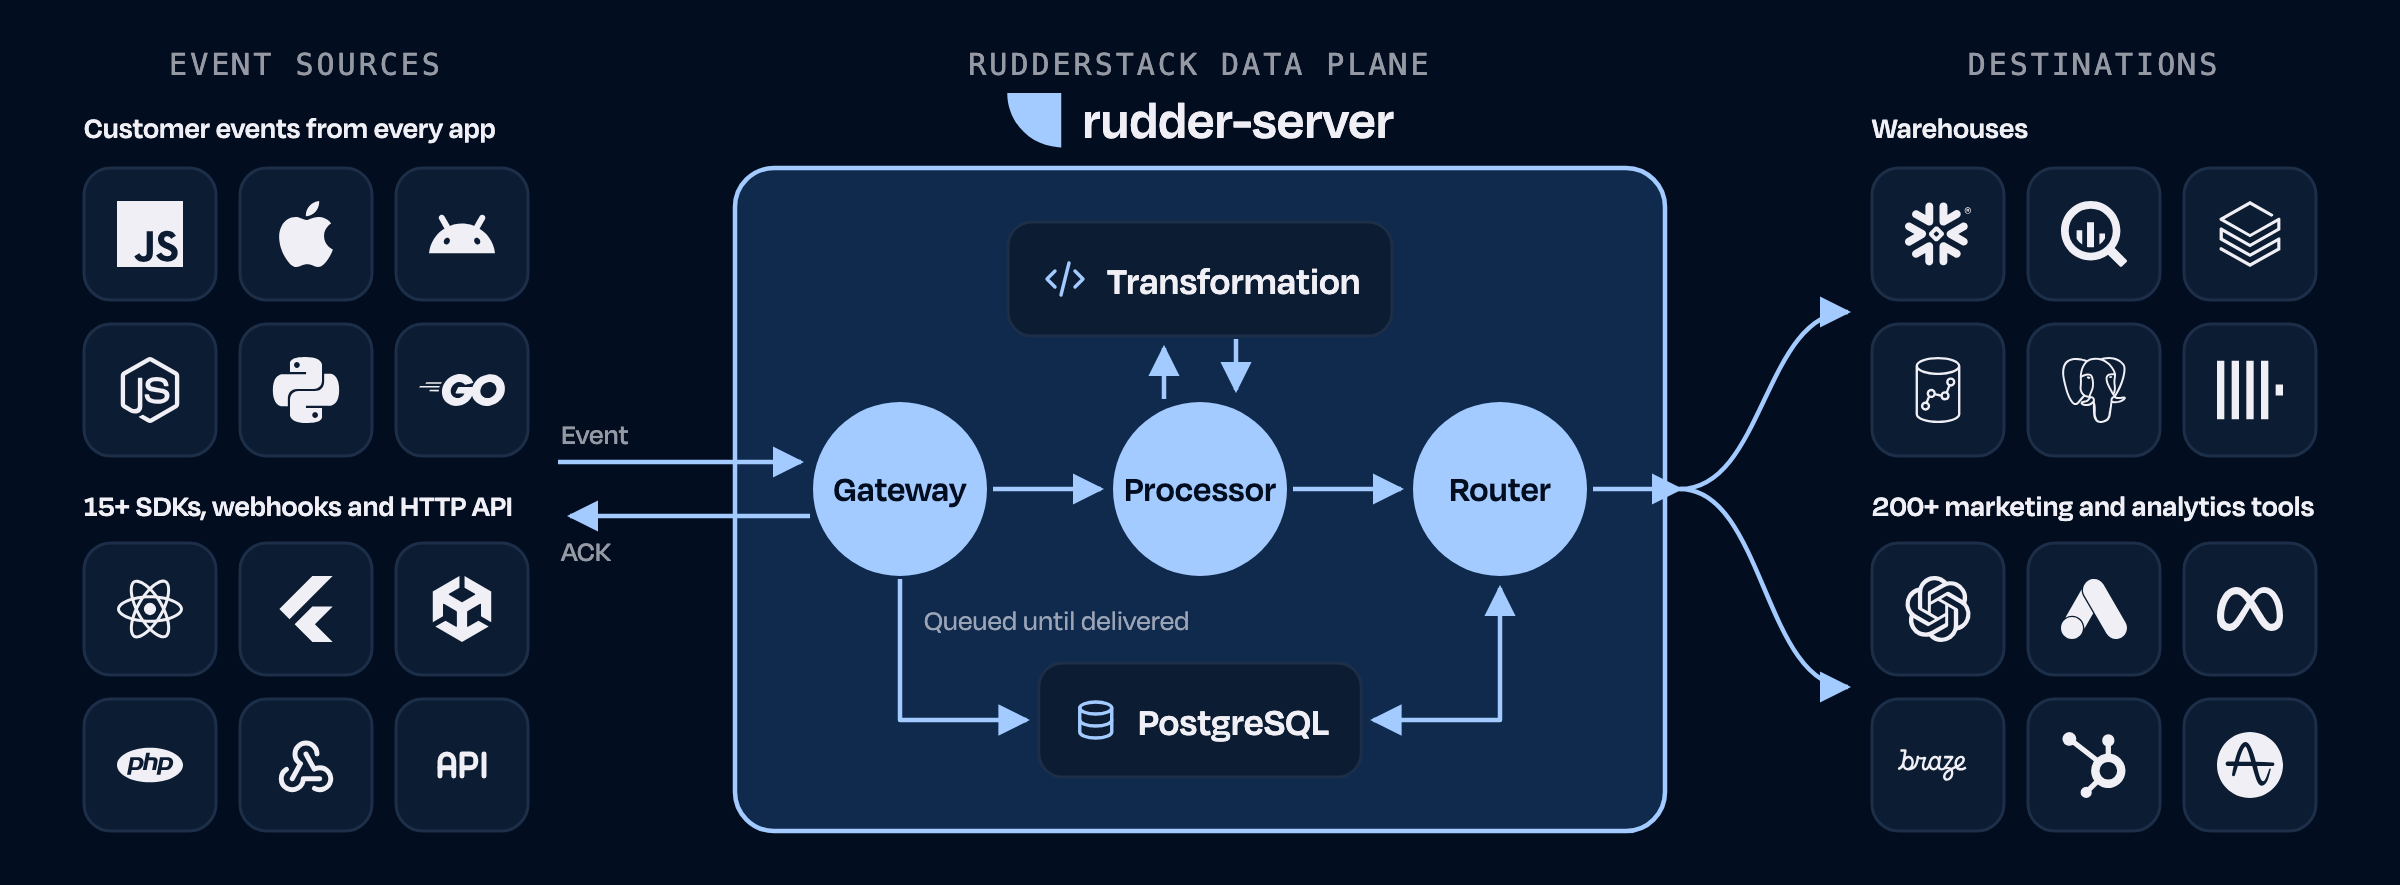 EVENT SOURCES
Customer events from every app
JS
JS
GO
15+ SDKs, webhooks and HTTP API
php
API
Event
ACK
RUDDERSTACK DATA PLANE
rudder-server
</> Transformation
Gateway
Processor
Router
Queued until delivered
PostgreSQL
DESTINATIONS
Warehouses
®
200+ marketing and analytics tools
braze